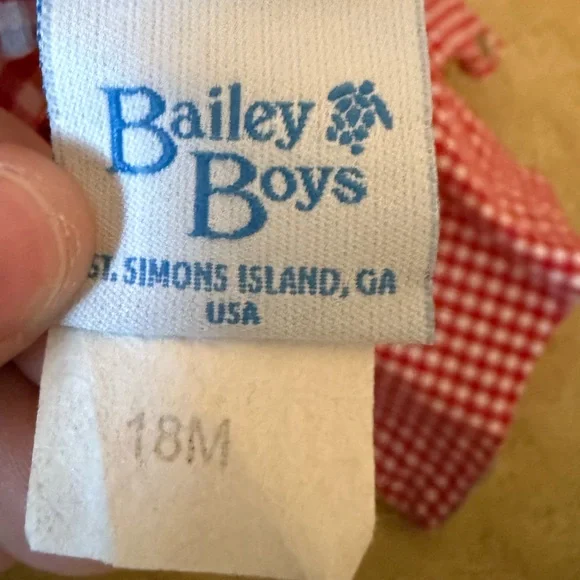 Bailey
Boys
ST. SIMONS ISLAND, GA
USA
18M